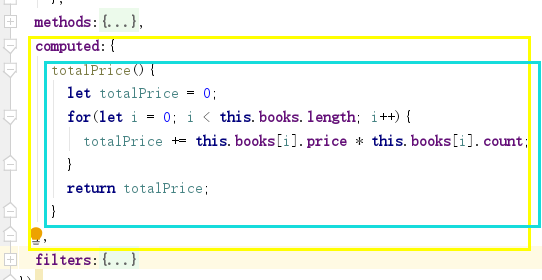 },
methods:{...},
computed:{
totalPrice(){
let totalPrice = 0;
for(let i = 0; i < this.books.length; i++){
totalPrice += this.books[i].price * this.books[i].count;
}
return totalPrice;
}
},
filters:{...}
})